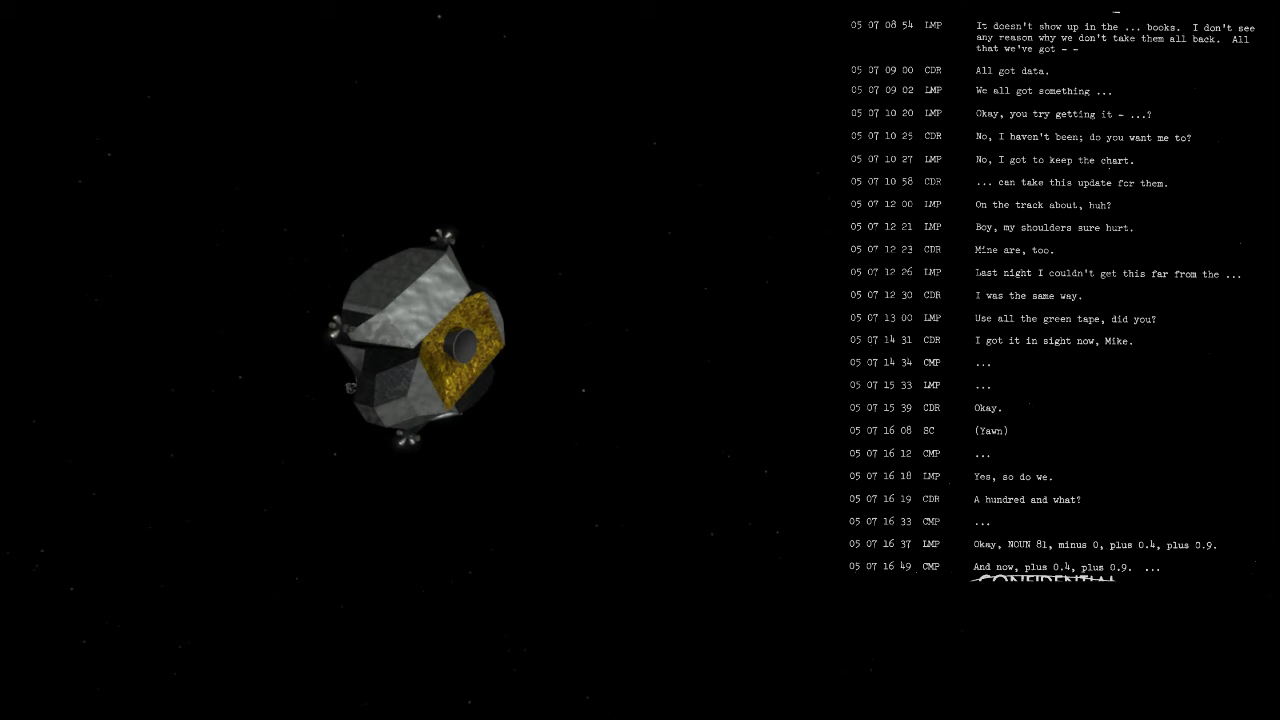 05 07 08 54 LMP It doesn't show up in the ... books. I don't see
any reason why we don't take them all back. All
that we've got - -
05 07 09 00 CDR All got data.
05 07 09 02 LMP We all got something ...
05 07 10 20 LMP Okay, you try getting it - ...?
05 07 10 25 CDR No, I haven't been; do you want me to?
05 07 10 27 LMP No, I got to keep the chart.
05 07 10 58 CDR ... can take this update for them.
05 07 12 00 LMP On the track about, huh?
05 07 12 21 LMP Boy, my shoulders sure hurt.
05 07 12 23 CDR Mine are, too.
05 07 12 26 LMP Last night I couldn't get this far from the ...
05 07 12 30 CDR I was the same way.
05 07 13 00 LMP Use all the green tape, did you?
05 07 14 31 CDR I got it in sight now, Mike.
05 07 14 34 CMP ...
05 07 15 33 LMP ...
05 07 15 39 CDR Okay.
05 07 16 08 SC (Yawn)
05 07 16 12 CMP ...
05 07 16 18 LMP Yes, so do we.
05 07 16 19 CDR A hundred and what?
05 07 16 33 CMP ...
05 07 16 37 LMP Okay, NOUN 81, minus 0, plus 0.4, plus 0.9.
05 07 16 49 CMP And now, plus 0.4, plus 0.9. ...
CONFIDENTIAL